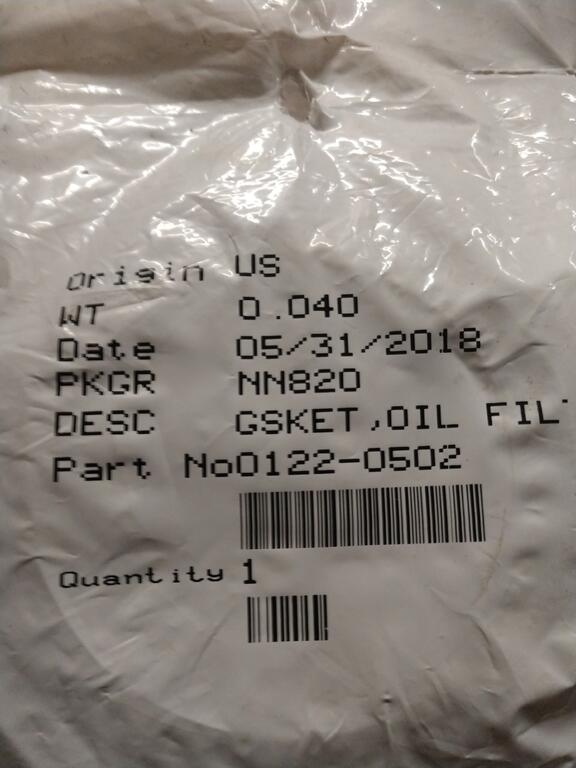 Origin US
WT 0.040
Date 05/31/2018
PKGR NN820
DESC GSKET,OIL FIL
Part No0122-0502
Quantity 1